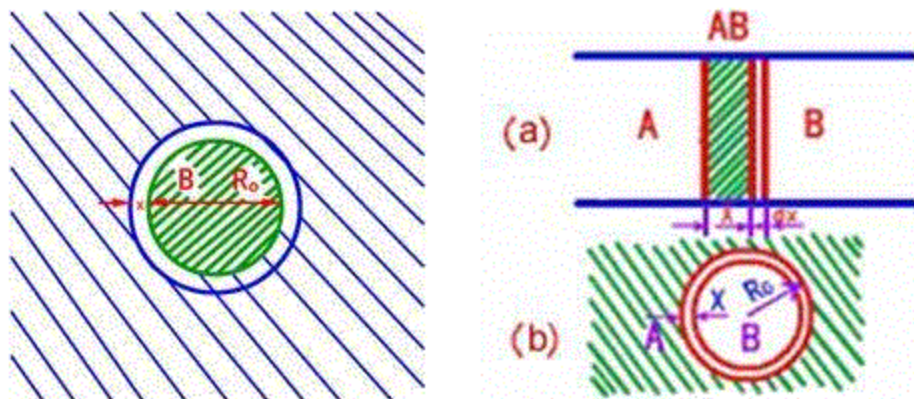 B R₀
x
AB
(a) A B
x dx
X R₀
(b) A B